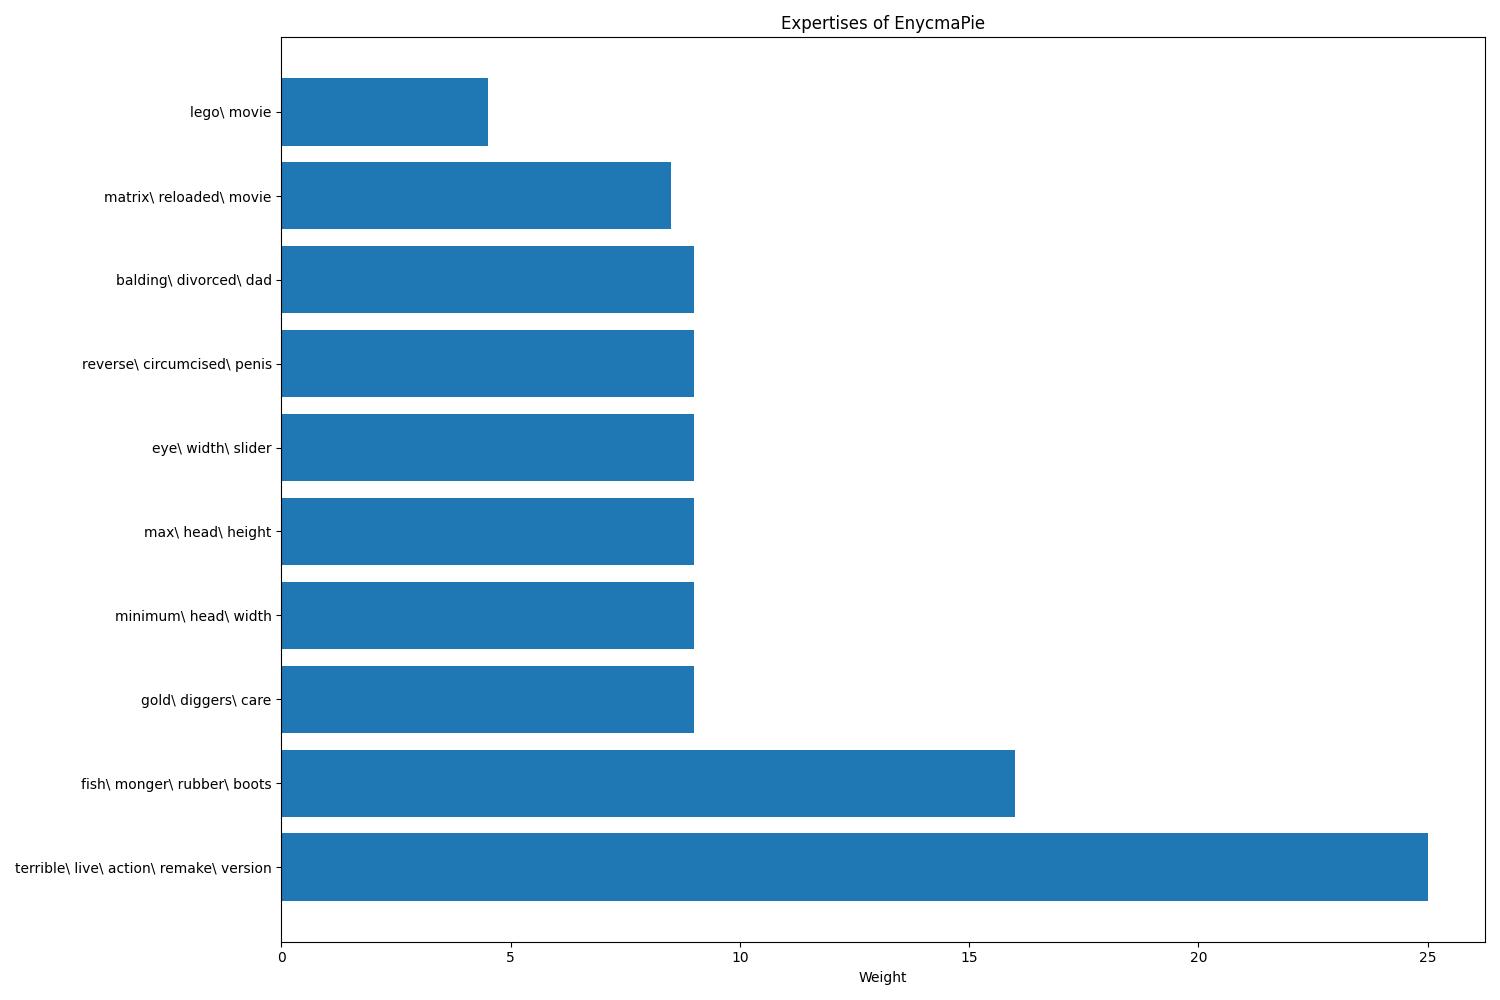 Expertises of EnycmaPie
lego\ movie
matrix\ reloaded\ movie
balding\ divorced\ dad
reverse\ circumcised\ penis
eye\ width\ slider
max\ head\ height
minimum\ head\ width
gold\ diggers\ care
fish\ monger\ rubber\ boots
terrible\ live\ action\ remake\ version
0 5 10 15 20 25
Weight